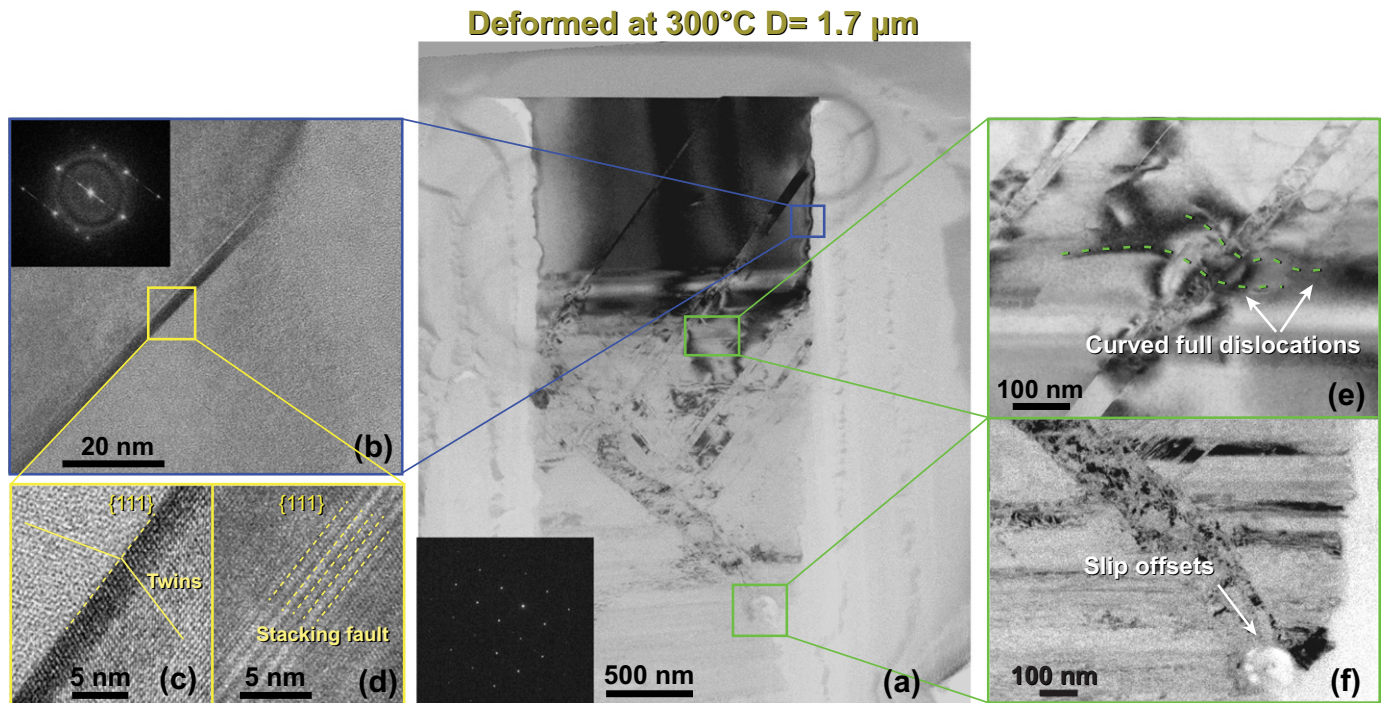 Deformed at 300°C D= 1.7 µm
20 nm
(b)
{111}
Twins
5 nm
(c)
{111}
Stacking fault
5 nm
(d)
500 nm
(a)
Curved full dislocations
100 nm
(e)
Slip offsets
100 nm
(f)